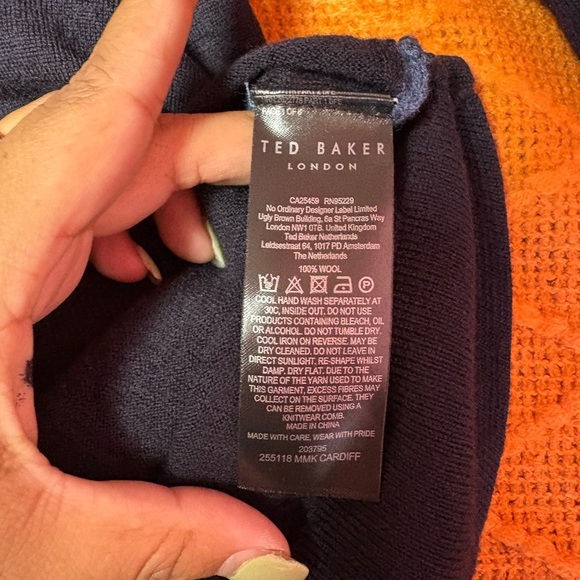 PAGE 1 OF 6
TED BAKER
LONDON
CA25459 RN95229
No Ordinary Designer Label Limited
Ugly Brown Building, 6a St Pancras Way
London NW1 0TB. United Kingdom
Ted Baker Netherlands
Leidsestraat 64, 1017 PD Amsterdam
The Netherlands
100% WOOL
COOL HAND WASH SEPARATELY AT
30C, INSIDE OUT. DO NOT USE
PRODUCTS CONTAINING BLEACH, OIL
OR ALCOHOL. DO NOT TUMBLE DRY.
COOL IRON ON REVERSE. MAY BE
DRY CLEANED. DO NOT LEAVE IN
DIRECT SUNLIGHT. RE-SHAPE WHILST
DAMP, DRY FLAT. DUE TO THE
NATURE OF THE YARN USED TO MAKE
THIS GARMENT, EXCESS FIBRES MAY
COLLECT ON THE SURFACE. THEY
CAN BE REMOVED USING A
KNITWEAR COMB.
MADE IN CHINA
MADE WITH CARE, WEAR WITH PRIDE
203795
255118 MMK CARDIFF